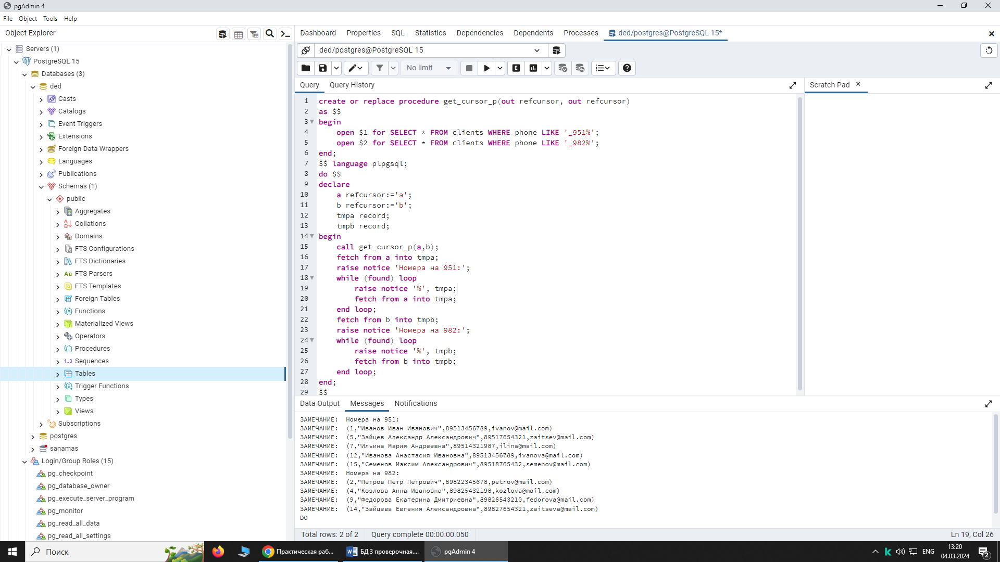 pgAdmin 4
File Object Tools Help
Object Explorer
Dashboard Properties SQL Statistics Dependencies Dependents Processes ded/postgres@PostgreSQL 15*
Servers (1)
PostgreSQL 15
Databases (3)
ded
Casts
Catalogs
Event Triggers
Extensions
Foreign Data Wrappers
Languages
Publications
Schemas (1)
public
Aggregates
Collations
Domains
FTS Configurations
FTS Dictionaries
Aa FTS Parsers
FTS Templates
Foreign Tables
Functions
Materialized Views
Operators
Procedures
1..3 Sequences
Tables
Trigger Functions
Types
Views
Subscriptions
postgres
sanamas
Login/Group Roles (15)
pg_checkpoint
pg_database_owner
pg_execute_server_program
pg_monitor
pg_read_all_data
pg_read_all_settings
ded/postgres@PostgreSQL 15
No limit
E
Query Query History
Scratch Pad
1 create or replace procedure get_cursor_p(out refcursor, out refcursor)
2 as $$
3 begin
4 open $1 for SELECT * FROM clients WHERE phone LIKE '_951%';
5 open $2 for SELECT * FROM clients WHERE phone LIKE '_982%';
6 end;
7 $$ language plpgsql;
8 do $$
9 declare
10 a refcursor:='a';
11 b refcursor:='b';
12 tmpa record;
13 tmpb record;
14 begin
15 call get_cursor_p(a,b);
16 fetch from a into tmpa;
17 raise notice 'Номера на 951:';
18 while (found) loop
19 raise notice '%', tmpa;
20 fetch from a into tmpa;
21 end loop;
22 fetch from b into tmpb;
23 raise notice 'Номера на 982:';
24 while (found) loop
25 raise notice '%', tmpb;
26 fetch from b into tmpb;
27 end loop;
28 end;
29 $$
Data Output Messages Notifications
ЗАМЕЧАНИЕ: Номера на 951:
ЗАМЕЧАНИЕ: (1,"Иванов Иван Иванович",89513456789,ivanov@mail.com)
ЗАМЕЧАНИЕ: (5,"Зайцев Александр Александрович",89517654321,zaitsev@mail.com)
ЗАМЕЧАНИЕ: (7,"Ильина Мария Андреевна",89514321987,ilina@mail.com)
ЗАМЕЧАНИЕ: (12,"Иванова Анастасия Ивановна",89513456789,ivanova@mail.com)
ЗАМЕЧАНИЕ: (15,"Семенов Максим Александрович",89518765432,semenov@mail.com)
ЗАМЕЧАНИЕ: Номера на 982:
ЗАМЕЧАНИЕ: (2,"Петров Петр Петрович",89822345678,petrov@mail.com)
ЗАМЕЧАНИЕ: (4,"Козлова Анна Ивановна",89825432198,kozlova@mail.com)
ЗАМЕЧАНИЕ: (9,"Федорова Екатерина Дмитриевна",89826543210,fedorova@mail.com)
ЗАМЕЧАНИЕ: (14,"Зайцева Евгения Александровна",89827654321,zaitseva@mail.com)
DO
Total rows: 2 of 2 Query complete 00:00:00.050 Ln 19, Col 26
Поиск
Практическая раб...
БД 3 проверочная....
pgAdmin 4
ENG
13:20
04.03.2024
2